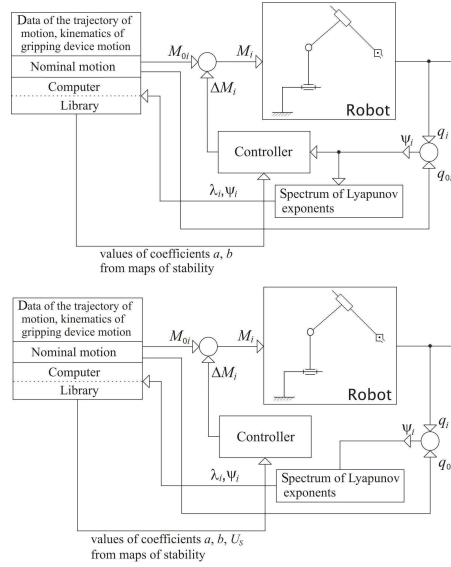 Data of the trajectory of
motion, kinematics of
gripping device motion
Nominal motion
Computer
Library
M0i
Mi
ΔMi
Robot
Controller
ψi
qi
q0
λi, ψi
Spectrum of Lyapunov
exponents
values of coefficients a, b
from maps of stability
Data of the trajectory of
motion, kinematics of
gripping device motion
Nominal motion
Computer
Library
M0i
Mi
ΔMi
Robot
Controller
ψi
qi
q0
λi, ψi
Spectrum of Lyapunov
exponents
values of coefficients a, b, US
from maps of stability